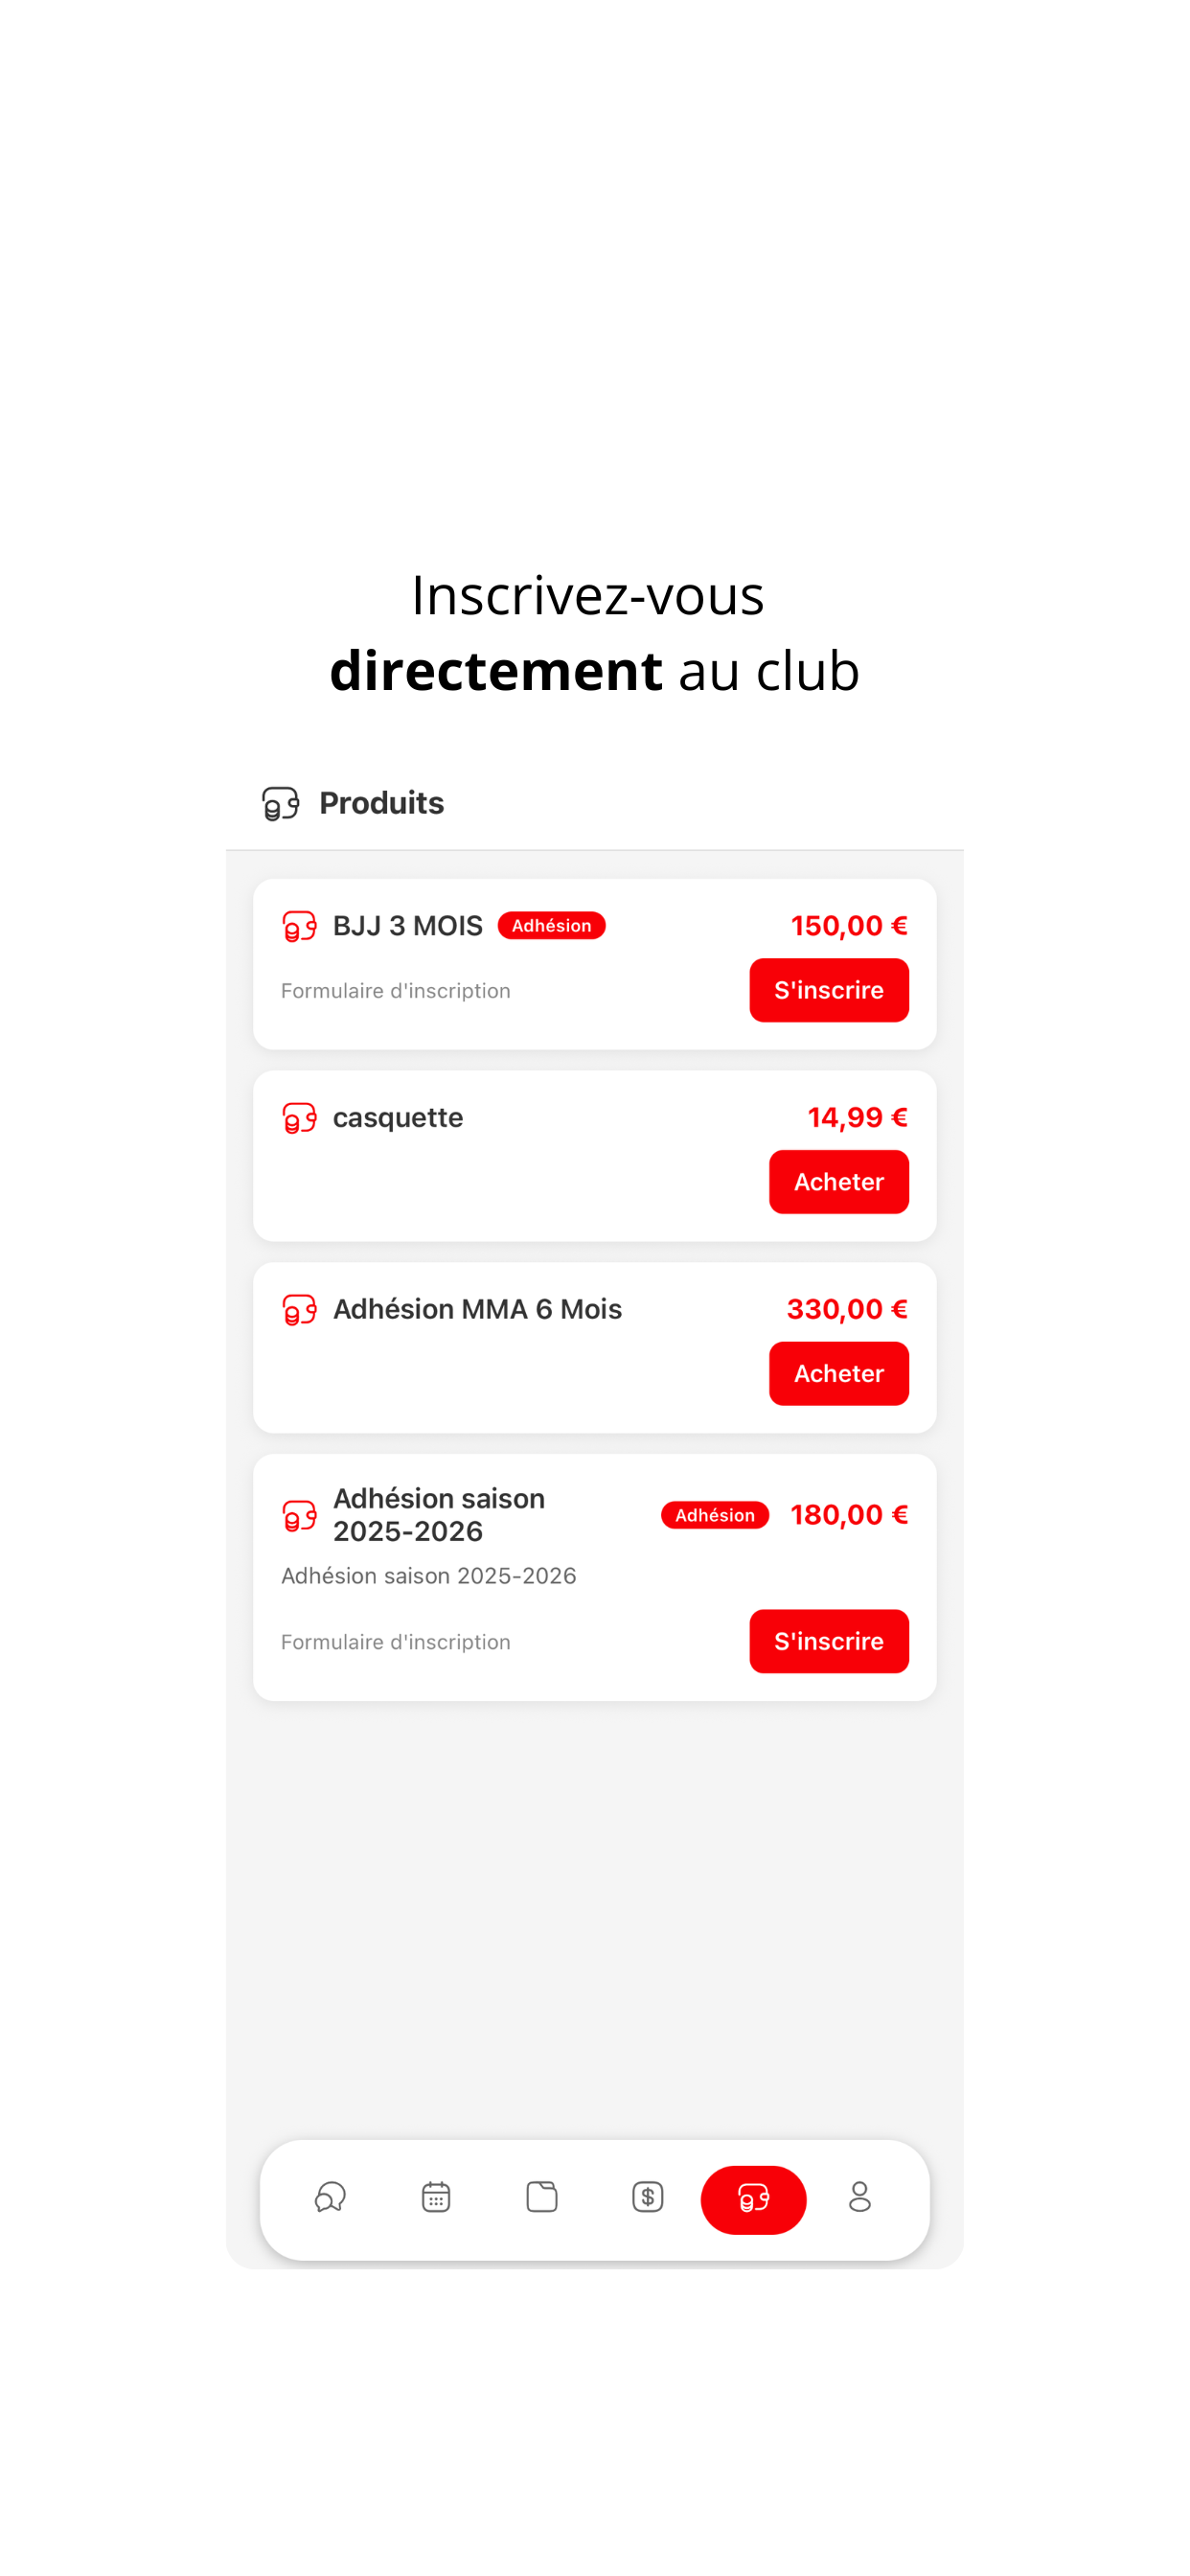 Inscrivez-vous
directement au club
Produits
BJJ 3 MOIS Adhésion 150,00 €
Formulaire d'inscription S'inscrire
casquette 14,99 €
Acheter
Adhésion MMA 6 Mois 330,00 €
Acheter
Adhésion saison
2025-2026
Adhésion 180,00 €
Adhésion saison 2025-2026
Formulaire d'inscription S'inscrire